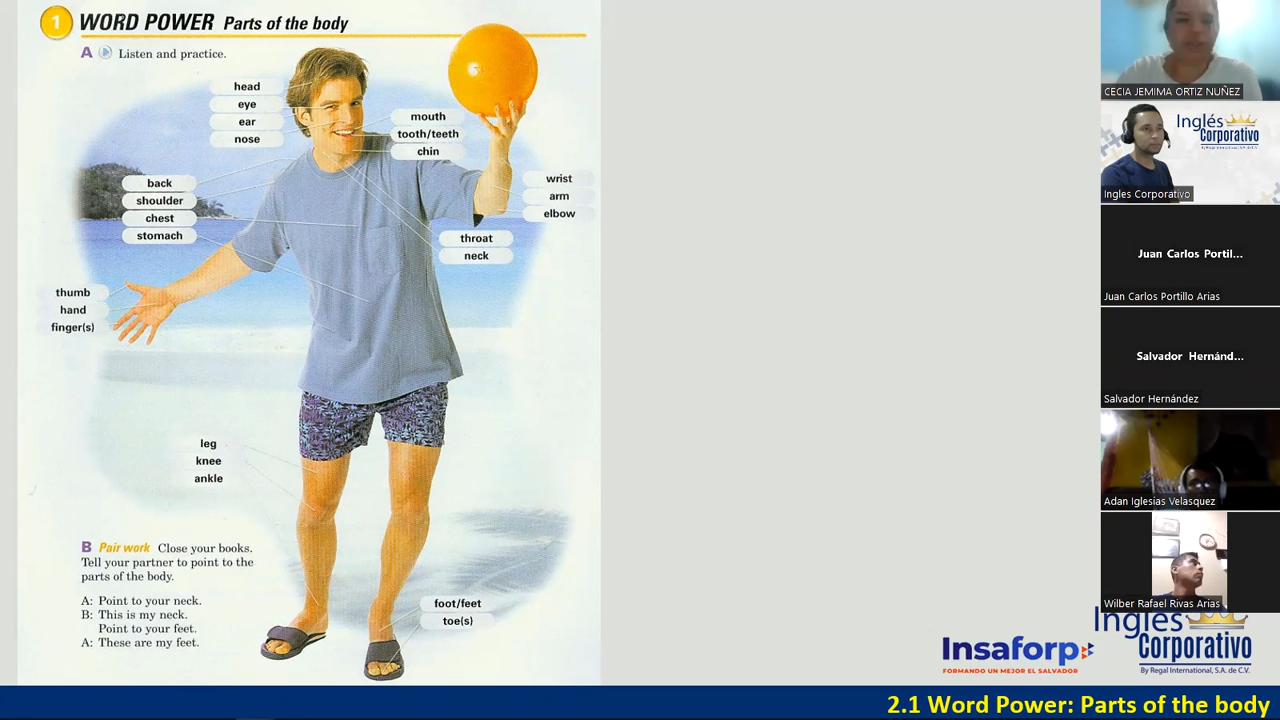 1 WORD POWER Parts of the body
A Listen and practice.
head
eye
ear
nose
mouth
tooth/teeth
chin
back
shoulder
chest
stomach
wrist
arm
elbow
throat
neck
thumb
hand
finger(s)
leg
knee
ankle
B Pair work Close your books.
Tell your partner to point to the
parts of the body.
A: Point to your neck.
B: This is my neck.
Point to your feet.
A: These are my feet.
foot/feet
toe(s)
CECIA JEMIMA ORTIZ NUÑEZ
Inglés
Corporativo
By Regal International, S.A. de C.V.
Ingles Corporativo
Juan Carlos Portil...
Juan Carlos Portillo Arias
Salvador Hernánd...
Salvador Hernández
Adan Iglesias Velasquez
Wilber Rafael Rivas Arias
Insaforp
FORMANDO UN MEJOR EL SALVADOR
Inglés
Corporativo
By Regal International, S.A. de C.V.
2.1 Word Power: Parts of the body